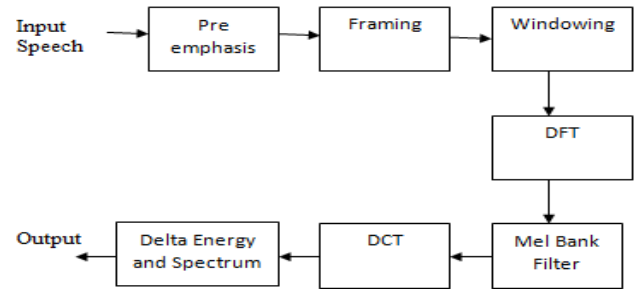 Input
Speech
Pre
emphasis
Framing
Windowing
DFT
Mel Bank
Filter
DCT
Delta Energy
and Spectrum
Output